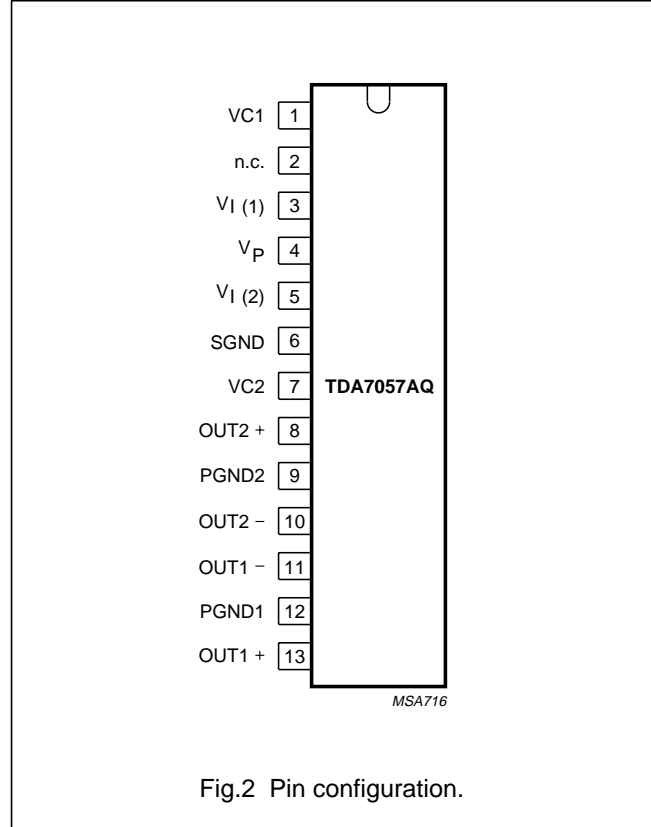 VC1 1
n.c. 2
VI (1) 3
VP 4
VI (2) 5
SGND 6
VC2 7 TDA7057AQ
OUT2 + 8
PGND2 9
OUT2 − 10
OUT1 − 11
PGND1 12
OUT1 + 13
MSA716
Fig.2 Pin configuration.